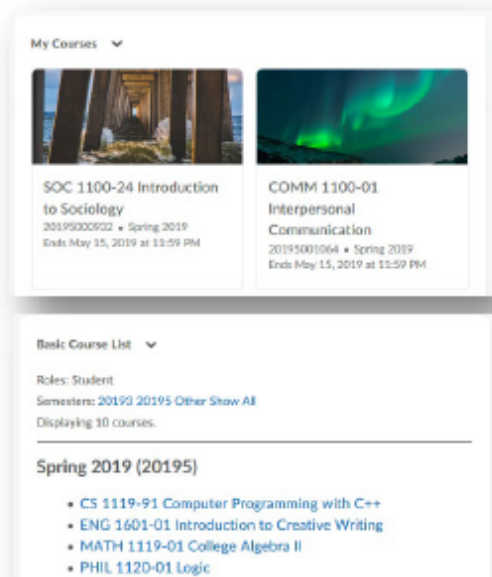 My Courses
SOC 1100-24 Introduction
to Sociology
20195000932 • Spring 2019
Ends May 15, 2019 at 11:59 PM
COMM 1100-01
Interpersonal
Communication
20195001064 • Spring 2019
Ends May 15, 2019 at 11:59 PM
Basic Course List
Roles: Student
Semesters: 20193 20195 Other Show All
Displaying 10 courses.
Spring 2019 (20195)
• CS 1119-91 Computer Programming with C++
• ENG 1601-01 Introduction to Creative Writing
• MATH 1119-01 College Algebra II
• PHIL 1120-01 Logic